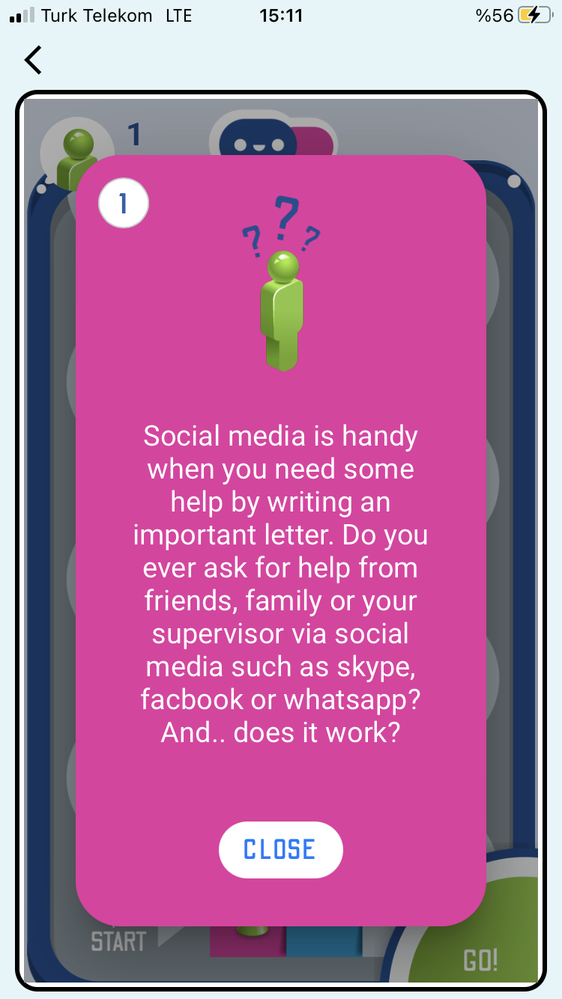 Turk Telekom LTE 15:11 %56
1
1
? ? ?
Social media is handy
when you need some
help by writing an
important letter. Do you
ever ask for help from
friends, family or your
supervisor via social
media such as skype,
facbook or whatsapp?
And.. does it work?
CLOSE
START
GO!